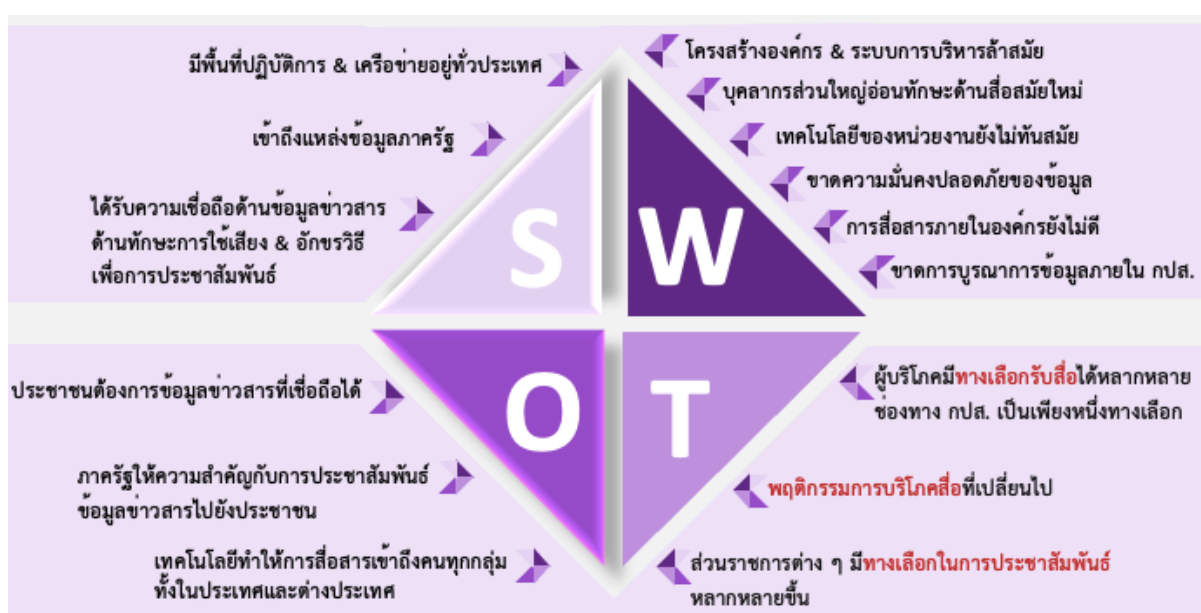 มีพื้นที่ปฏิบัติการ & เครือข่ายอยู่ทั่วประเทศ
เข้าถึงแหล่งข้อมูลภาครัฐ
ได้รับความเชื่อถือด้านข้อมูลข่าวสาร
ด้านทักษะการใช้เสียง & อักขรวิธี
เพื่อการประชาสัมพันธ์
S
โครงสร้างองค์กร & ระบบการบริหารล้าสมัย
บุคลากรส่วนใหญ่อ่อนทักษะด้านสื่อสมัยใหม่
เทคโนโลยีของหน่วยงานยังไม่ทันสมัย
ขาดความมั่นคงปลอดภัยของข้อมูล
การสื่อสารภายในองค์กรยังไม่ดี
ขาดการบูรณาการข้อมูลภายใน กปส.
W
ประชาชนต้องการข้อมูลข่าวสารที่เชื่อถือได้
ภาครัฐให้ความสำคัญกับการประชาสัมพันธ์
ข้อมูลข่าวสารไปยังประชาชน
เทคโนโลยีทำให้การสื่อสารเข้าถึงคนทุกกลุ่ม
ทั้งในประเทศและต่างประเทศ
O
ผู้บริโภคมีทางเลือกรับสื่อได้หลากหลาย
ช่องทาง กปส. เป็นเพียงหนึ่งทางเลือก
พฤติกรรมการบริโภคสื่อที่เปลี่ยนไป
ส่วนราชการต่าง ๆ มีทางเลือกในการประชาสัมพันธ์
หลากหลายขึ้น
T